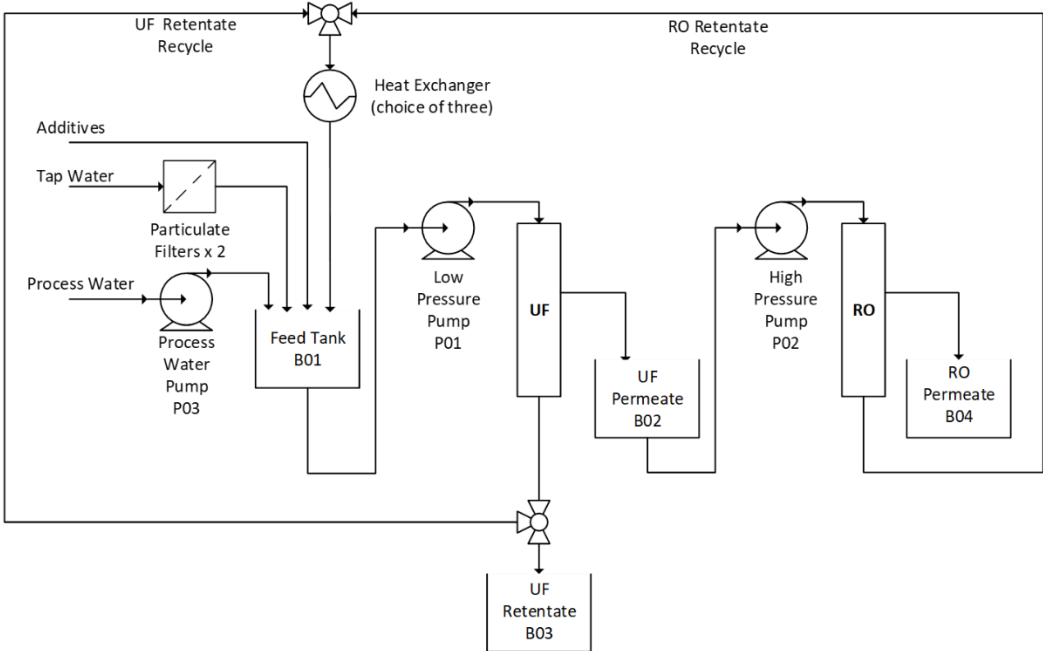 UF Retentate
Recycle
RO Retentate
Recycle
Heat Exchanger
(choice of three)
Additives
Tap Water
Particulate
Filters x 2
Process Water
Process
Water
Pump
P03
Feed Tank
B01
Low
Pressure
Pump
P01
UF
UF
Permeate
B02
High
Pressure
Pump
P02
RO
RO
Permeate
B04
UF
Retentate
B03